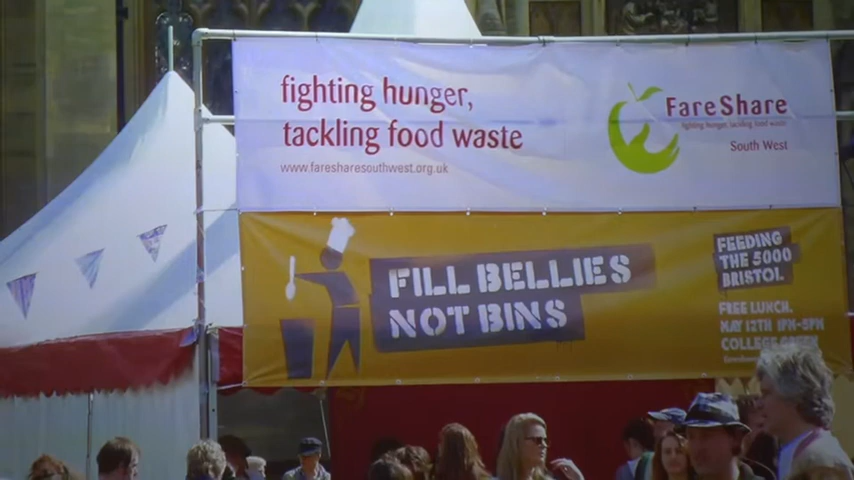 fighting hunger,
tackling food waste
www.faresharesouthwest.org.uk
FareShare
fighting hunger, tackling food waste
South West
FILL BELLIES
NOT BINS
FEEDING
THE 5000
BRISTOL
FREE LUNCH.
MAY 12TH 1PM-5PM
COLLEGE GREEN